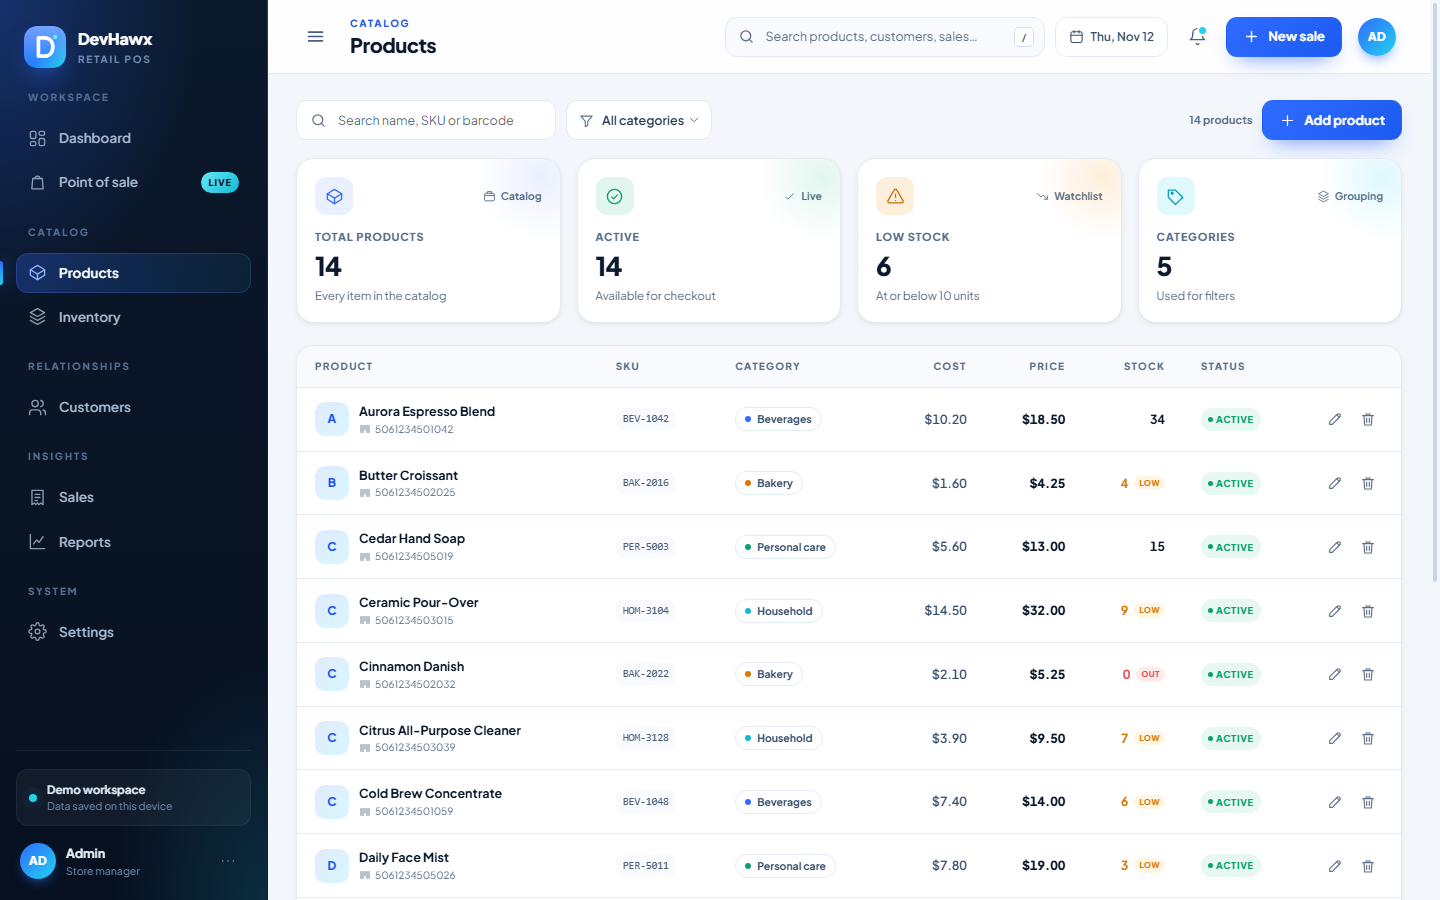 DevHawx
RETAIL POS
WORKSPACE
Dashboard
Point of sale LIVE
CATALOG
Products
Inventory
RELATIONSHIPS
Customers
INSIGHTS
Sales
Reports
SYSTEM
Settings
Demo workspace
Data saved on this device
AD Admin
Store manager
CATALOG
Products
Search products, customers, sales... /
Thu, Nov 12
New sale
AD
Search name, SKU or barcode
All categories
14 products
Add product
Catalog
TOTAL PRODUCTS
14
Every item in the catalog
Live
ACTIVE
14
Available for checkout
Watchlist
LOW STOCK
6
At or below 10 units
Grouping
CATEGORIES
5
Used for filters
PRODUCT SKU CATEGORY COST PRICE STOCK STATUS
A Aurora Espresso Blend BEV-1042 Beverages $10.20 $18.50 34 ACTIVE
5061234501042
B Butter Croissant BAK-2016 Bakery $1.60 $4.25 4 LOW ACTIVE
5061234502025
C Cedar Hand Soap PER-5003 Personal care $5.60 $13.00 15 ACTIVE
5061234505019
C Ceramic Pour-Over HOM-3104 Household $14.50 $32.00 9 LOW ACTIVE
5061234503015
C Cinnamon Danish BAK-2022 Bakery $2.10 $5.25 0 OUT ACTIVE
5061234502032
C Citrus All-Purpose Cleaner HOM-3128 Household $3.90 $9.50 7 LOW ACTIVE
5061234503039
C Cold Brew Concentrate BEV-1048 Beverages $7.40 $14.00 6 LOW ACTIVE
5061234501059
D Daily Face Mist PER-5011 Personal care $7.80 $19.00 3 LOW ACTIVE
5061234505026